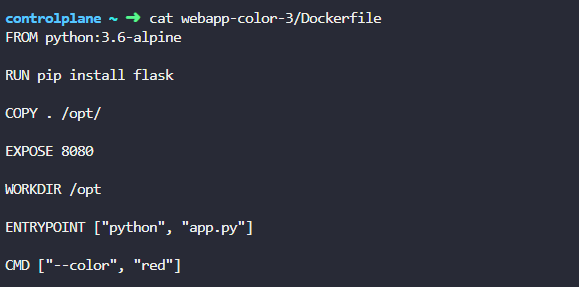 controlplane ~ ➜ cat webapp-color-3/Dockerfile
FROM python:3.6-alpine
RUN pip install flask
COPY . /opt/
EXPOSE 8080
WORKDIR /opt
ENTRYPOINT ["python", "app.py"]
CMD ["--color", "red"]